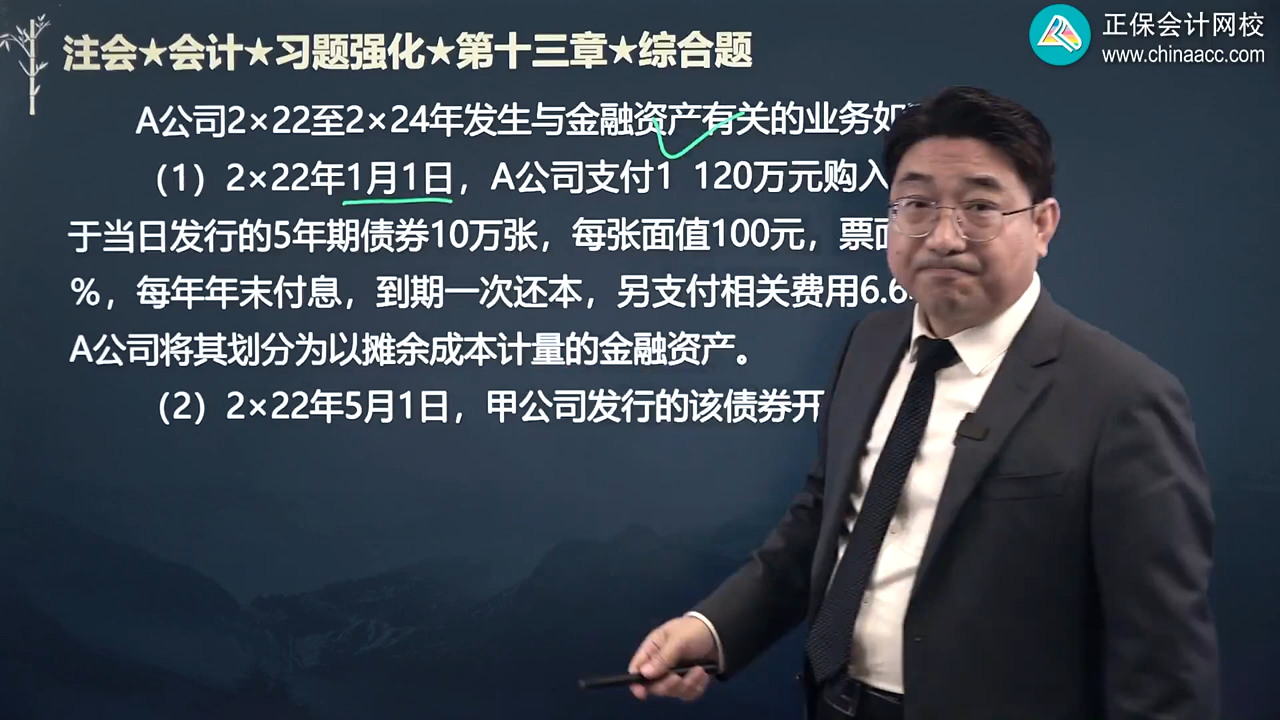 正保会计网校
www.chinaacc.com
注会★会计★习题强化★第十三章★综合题
A公司2×22至2×24年发生与金融资产有关的业务如
（1）2×22年1月1日，A公司支付1 120万元购入
于当日发行的5年期债券10万张，每张面值100元，票面
%，每年年末付息，到期一次还本，另支付相关费用6.6
A公司将其划分为以摊余成本计量的金融资产。
（2）2×22年5月1日，甲公司发行的该债券开